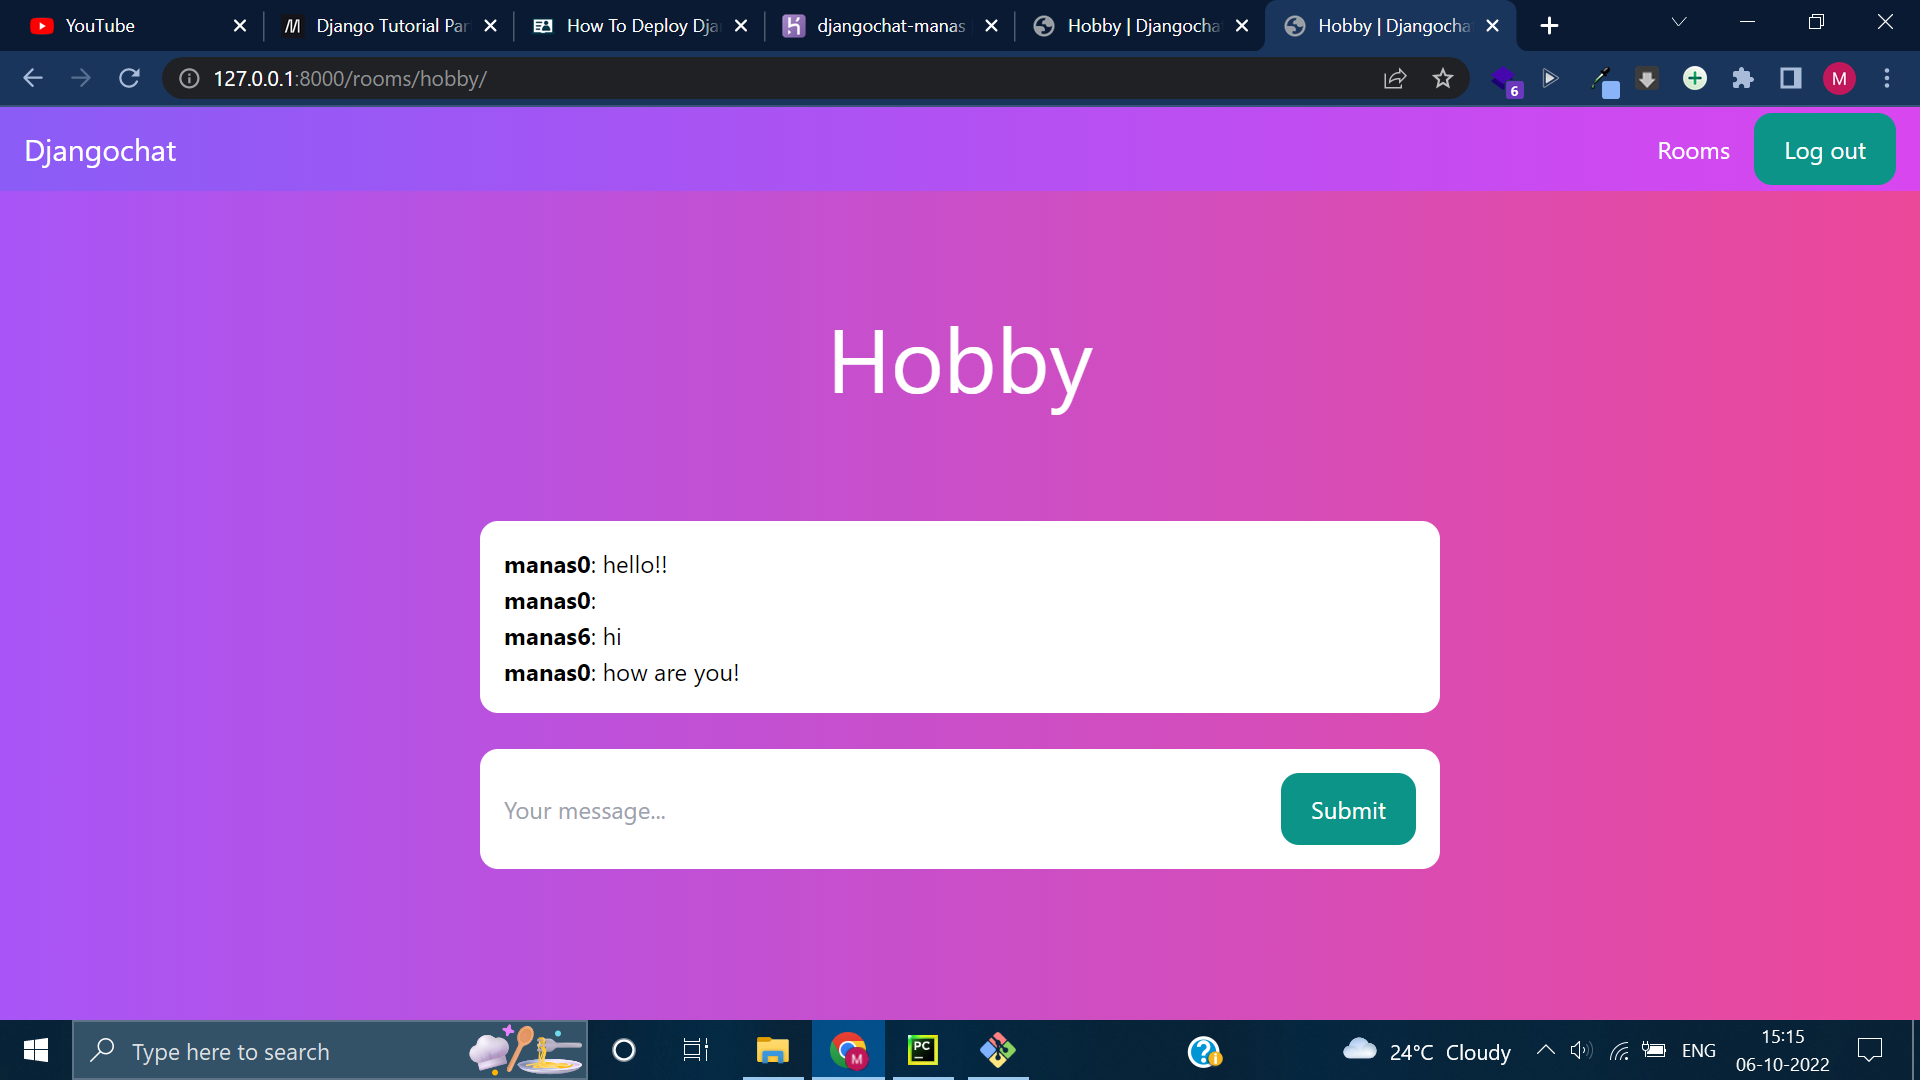 YouTube
Django Tutorial Par
How To Deploy Dja
djangochat-manas
Hobby | Djangocha
Hobby | Djangocha
127.0.0.1:8000/rooms/hobby/
6
M
Djangochat
Rooms
Log out
Hobby
manas0: hello!!
manas0:
manas6: hi
manas0: how are you!
Your message...
Submit
Type here to search
M
PC
24°C Cloudy
ENG
15:15
06-10-2022